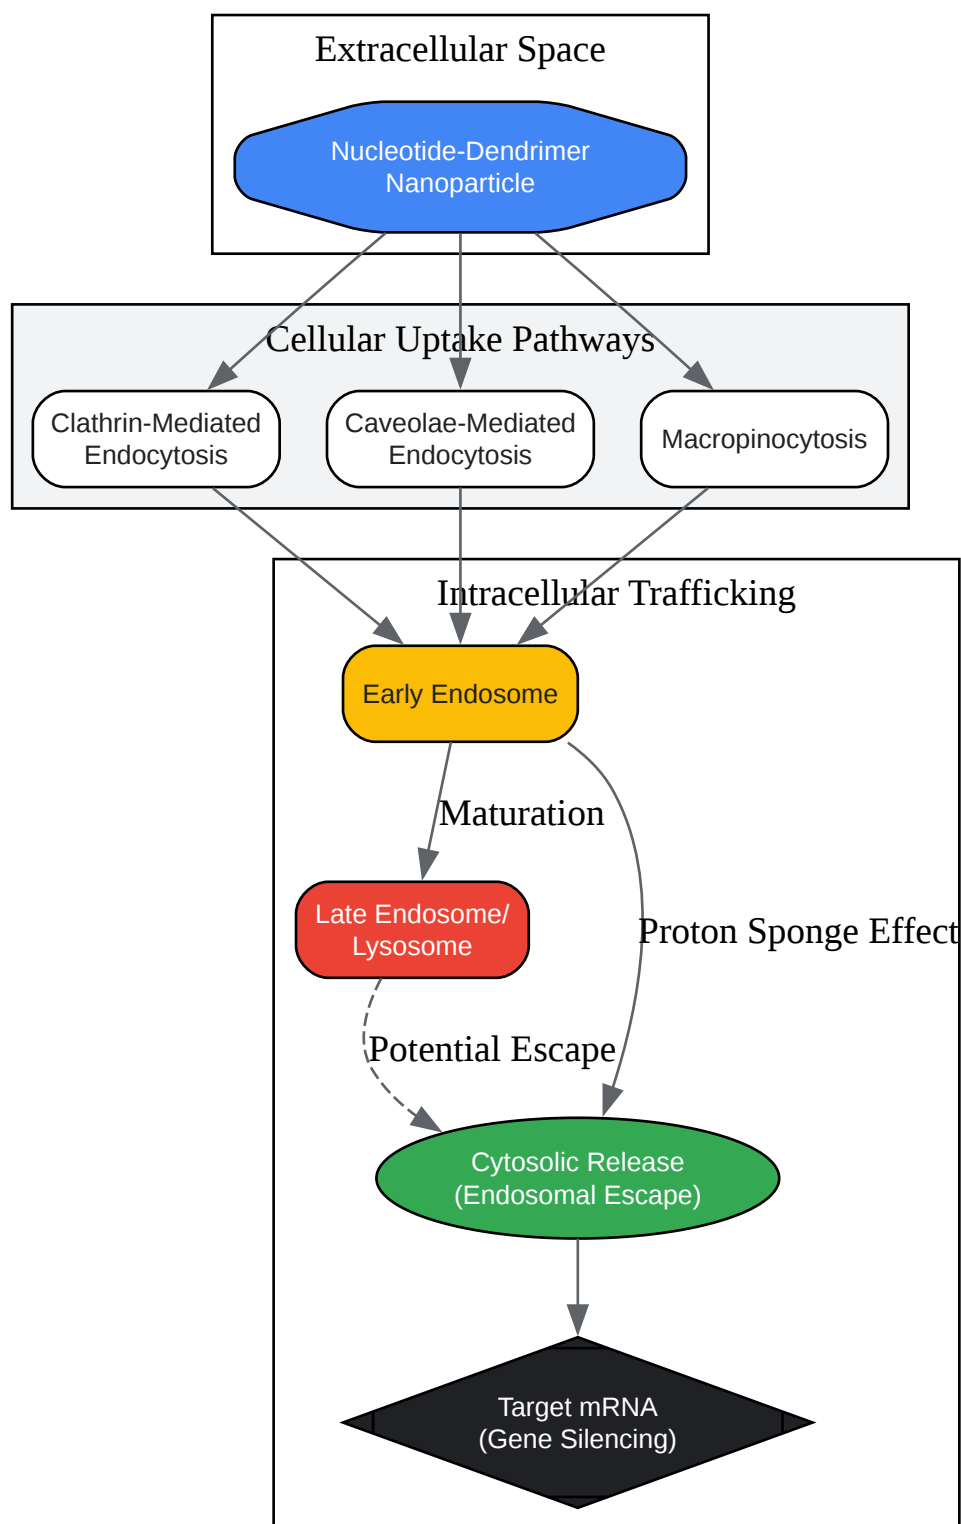 Extracellular Space
Nucleotide-Dendrimer
Nanoparticle
Cellular Uptake Pathways
Clathrin-Mediated
Endocytosis
Caveolae-Mediated
Endocytosis
Macropinocytosis
Intracellular Trafficking
Early Endosome
Maturation
Late Endosome/
Lysosome
Proton Sponge Effect
Potential Escape
Cytosolic Release
(Endosomal Escape)
Target mRNA
(Gene Silencing)